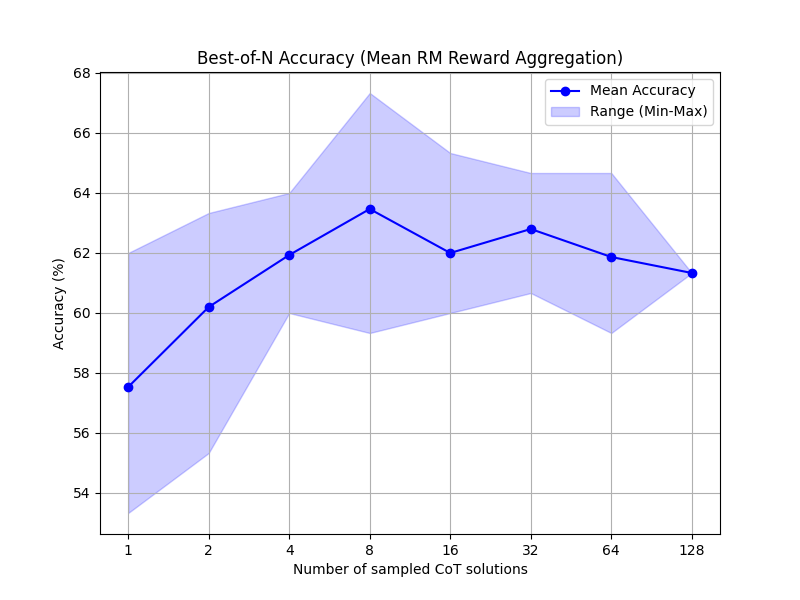 Best-of-N Accuracy (Mean RM Reward Aggregation)
Mean Accuracy
Range (Min-Max)
68
66
64
62
60
58
56
54
Accuracy (%)
1 2 4 8 16 32 64 128
Number of sampled CoT solutions